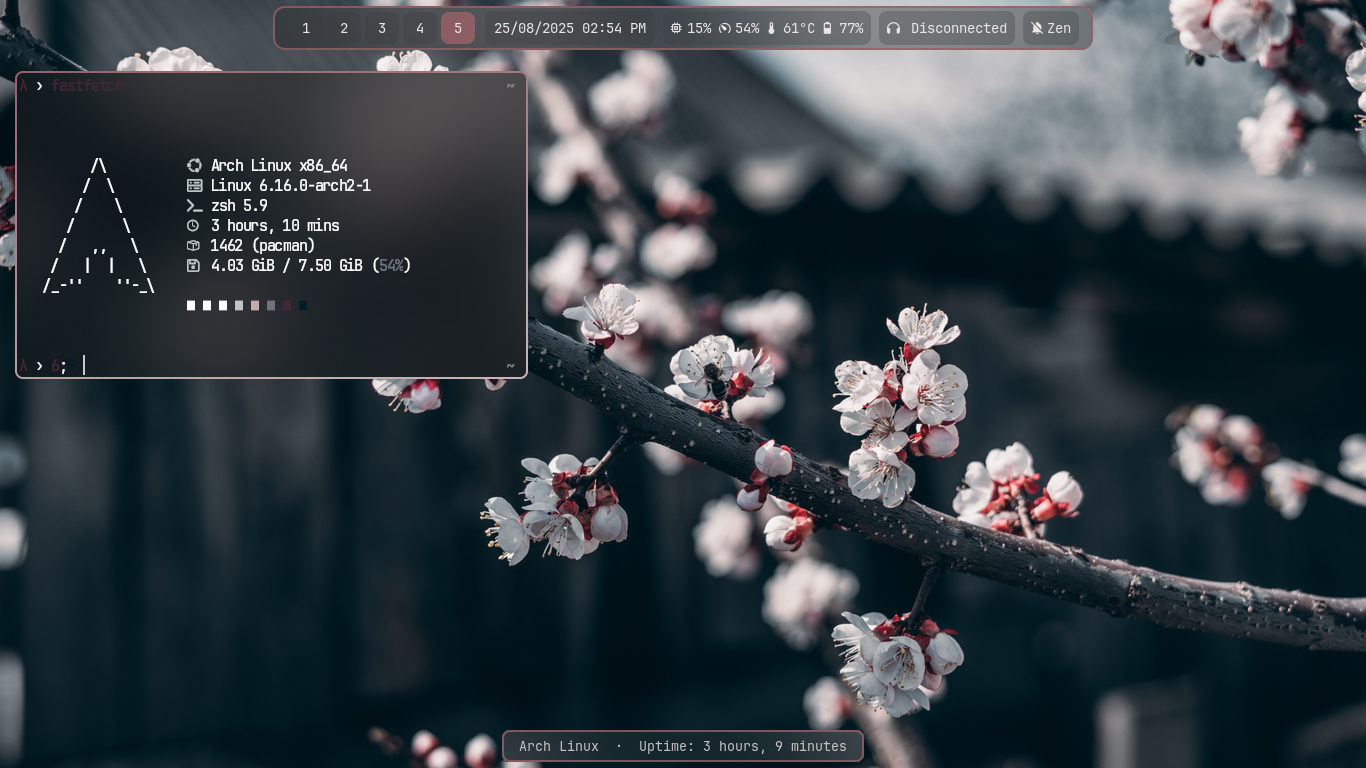 1 2 3 4 5 25/08/2025 02:54 PM 15% 54% 61°C 77% Disconnected Zen
λ › fastfetch ~
Arch Linux x86_64
Linux 6.16.0-arch2-1
zsh 5.9
3 hours, 10 mins
1462 (pacman)
4.03 GiB / 7.50 GiB (54%)
λ › 6; ~
Arch Linux · Uptime: 3 hours, 9 minutes